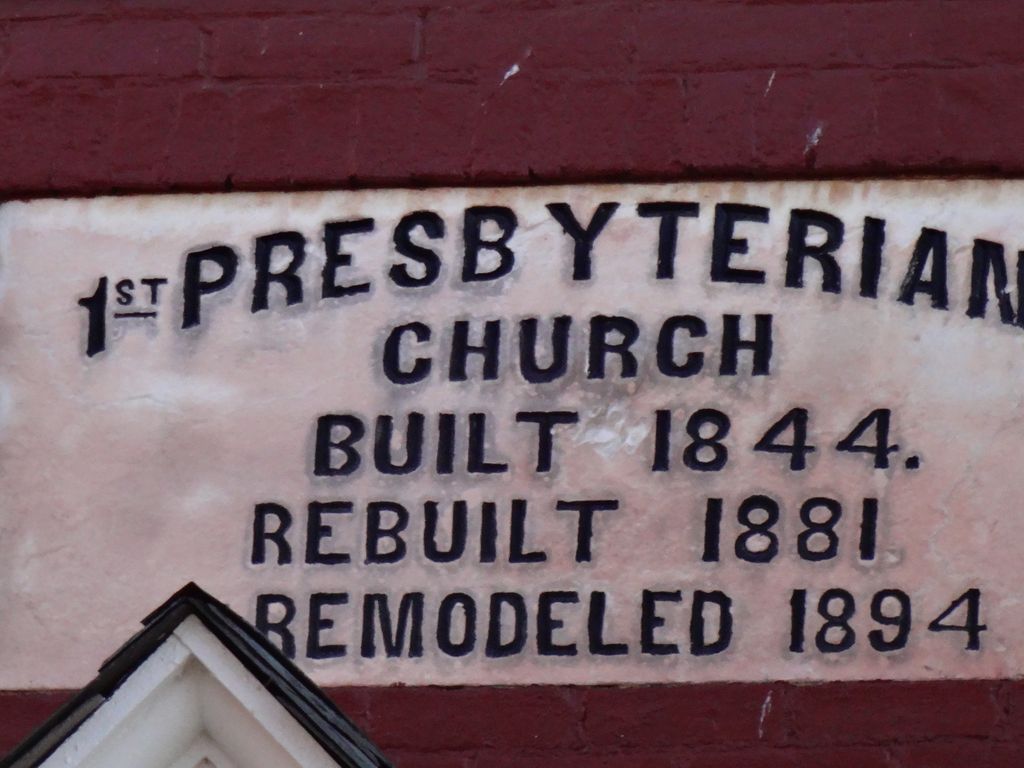 1ST PRESBYTERIAN
CHURCH
BUILT 1844.
REBUILT 1881
REMODELED 1894